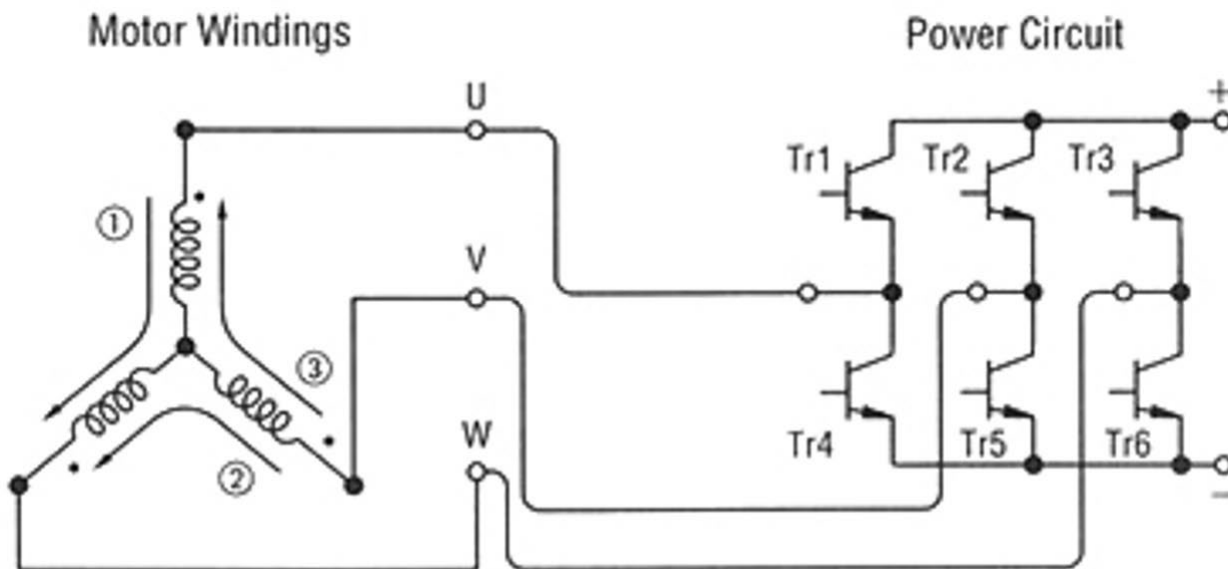 Motor Windings
Power Circuit
U
+
Tr1
Tr2
Tr3
①
V
③
Tr4
W
Tr5
Tr6
②
−